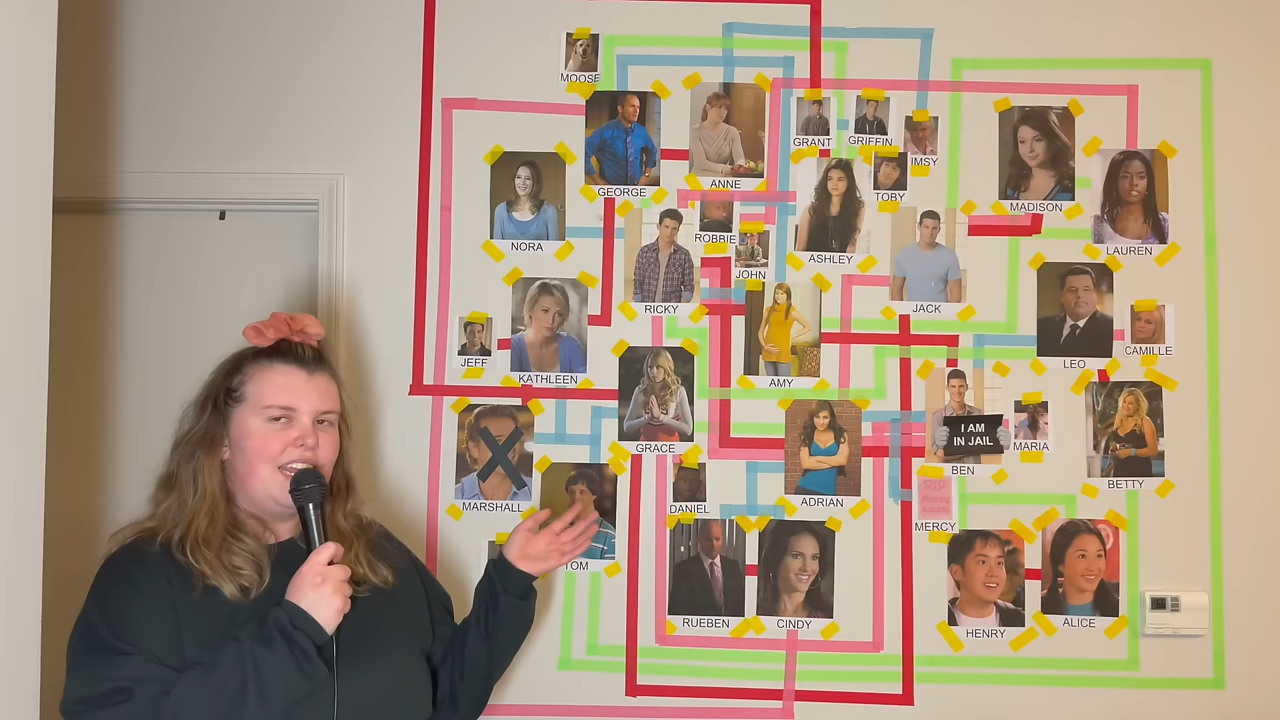 MOOSE
GEORGE
ANNE
GRANT
GRIFFIN
IMSY
TOBY
MADISON
LAUREN
NORA
RICKY
ROBBIE
JOHN
ASHLEY
JACK
JEFF
KATHLEEN
AMY
LEO
CAMILLE
GRACE
MARSHALL
TOM
DANIEL
ADRIAN
I AM
IN JAIL
BEN
MARIA
BETTY
RIP
MERCY
RUEBEN
CINDY
HENRY
ALICE